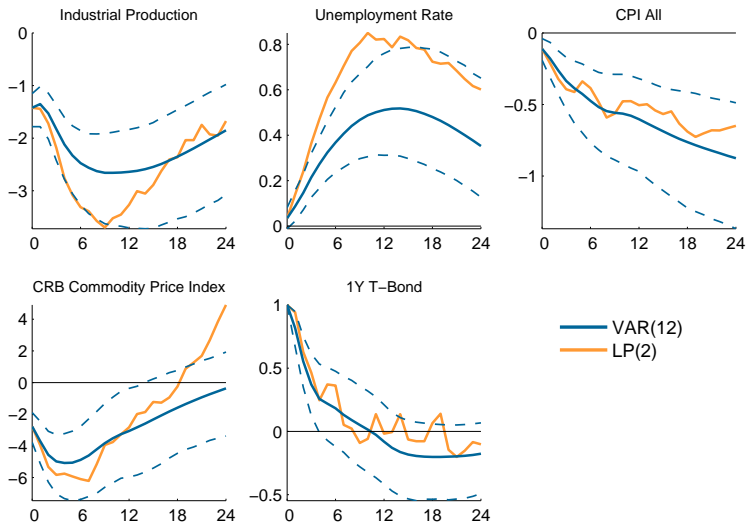 Industrial Production
0
−1
−2
−3
0 6 12 18 24
Unemployment Rate
0.8
0.6
0.4
0.2
0
0 6 12 18 24
CPI All
0
−0.5
−1
0 6 12 18 24
CRB Commodity Price Index
4
2
0
−2
−4
−6
0 6 12 18 24
1Y T−Bond
1
0.5
0
−0.5
0 6 12 18 24
VAR(12)
LP(2)